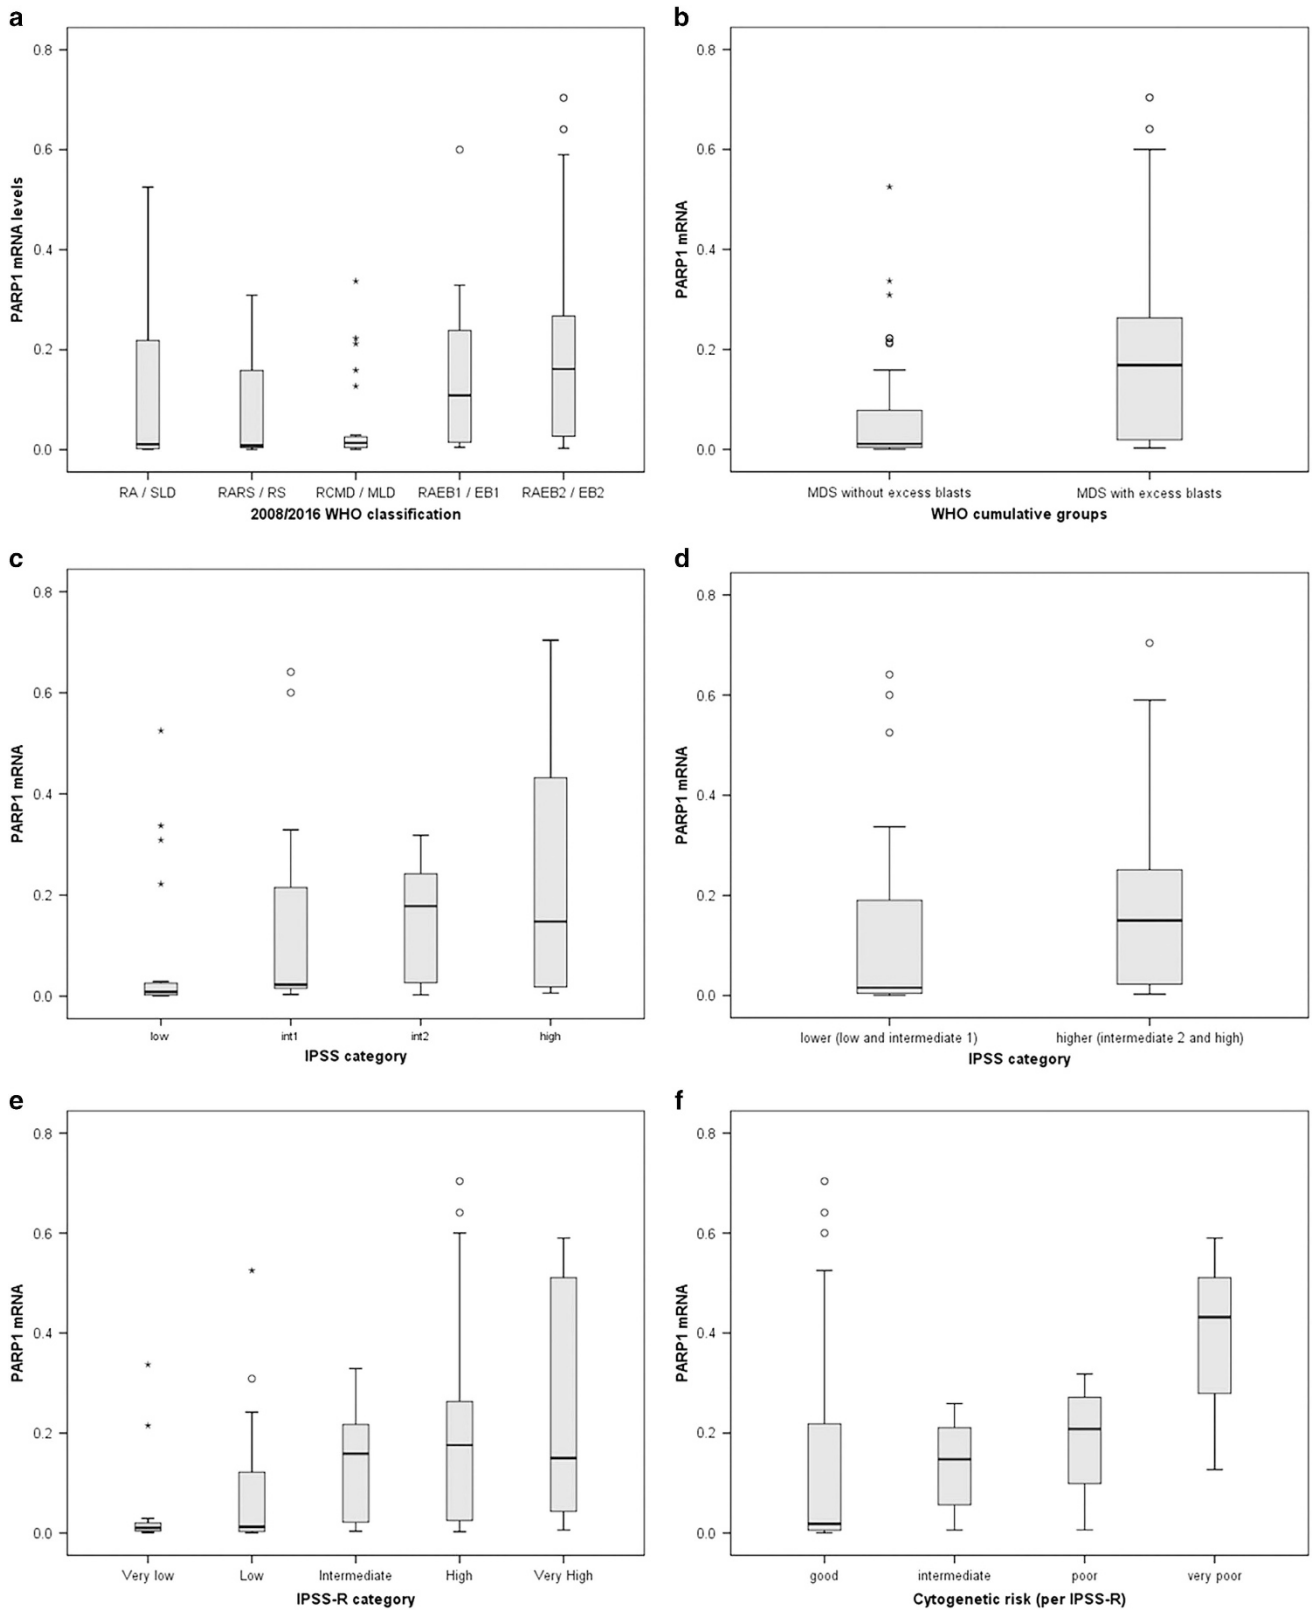 a
0.8
0.6
0.4
0.2
0.0
PARP1 mRNA levels
RA / SLD RARS / RS RCMD / MLD RAEB1 / EB1 RAEB2 / EB2
2008/2016 WHO classification
b
0.8
0.6
0.4
0.2
0.0
PARP1 mRNA
MDS without excess blasts MDS with excess blasts
WHO cumulative groups
c
0.8
0.6
0.4
0.2
0.0
PARP1 mRNA
low int1 int2 high
IPSS category
d
0.8
0.6
0.4
0.2
0.0
PARP1 mRNA
lower (low and intermediate 1) higher (intermediate 2 and high)
IPSS category
e
0.8
0.6
0.4
0.2
0.0
PARP1 mRNA
Very low Low Intermediate High Very High
IPSS-R category
f
0.8
0.6
0.4
0.2
0.0
PARP1 mRNA
good intermediate poor very poor
Cytogenetic risk (per IPSS-R)